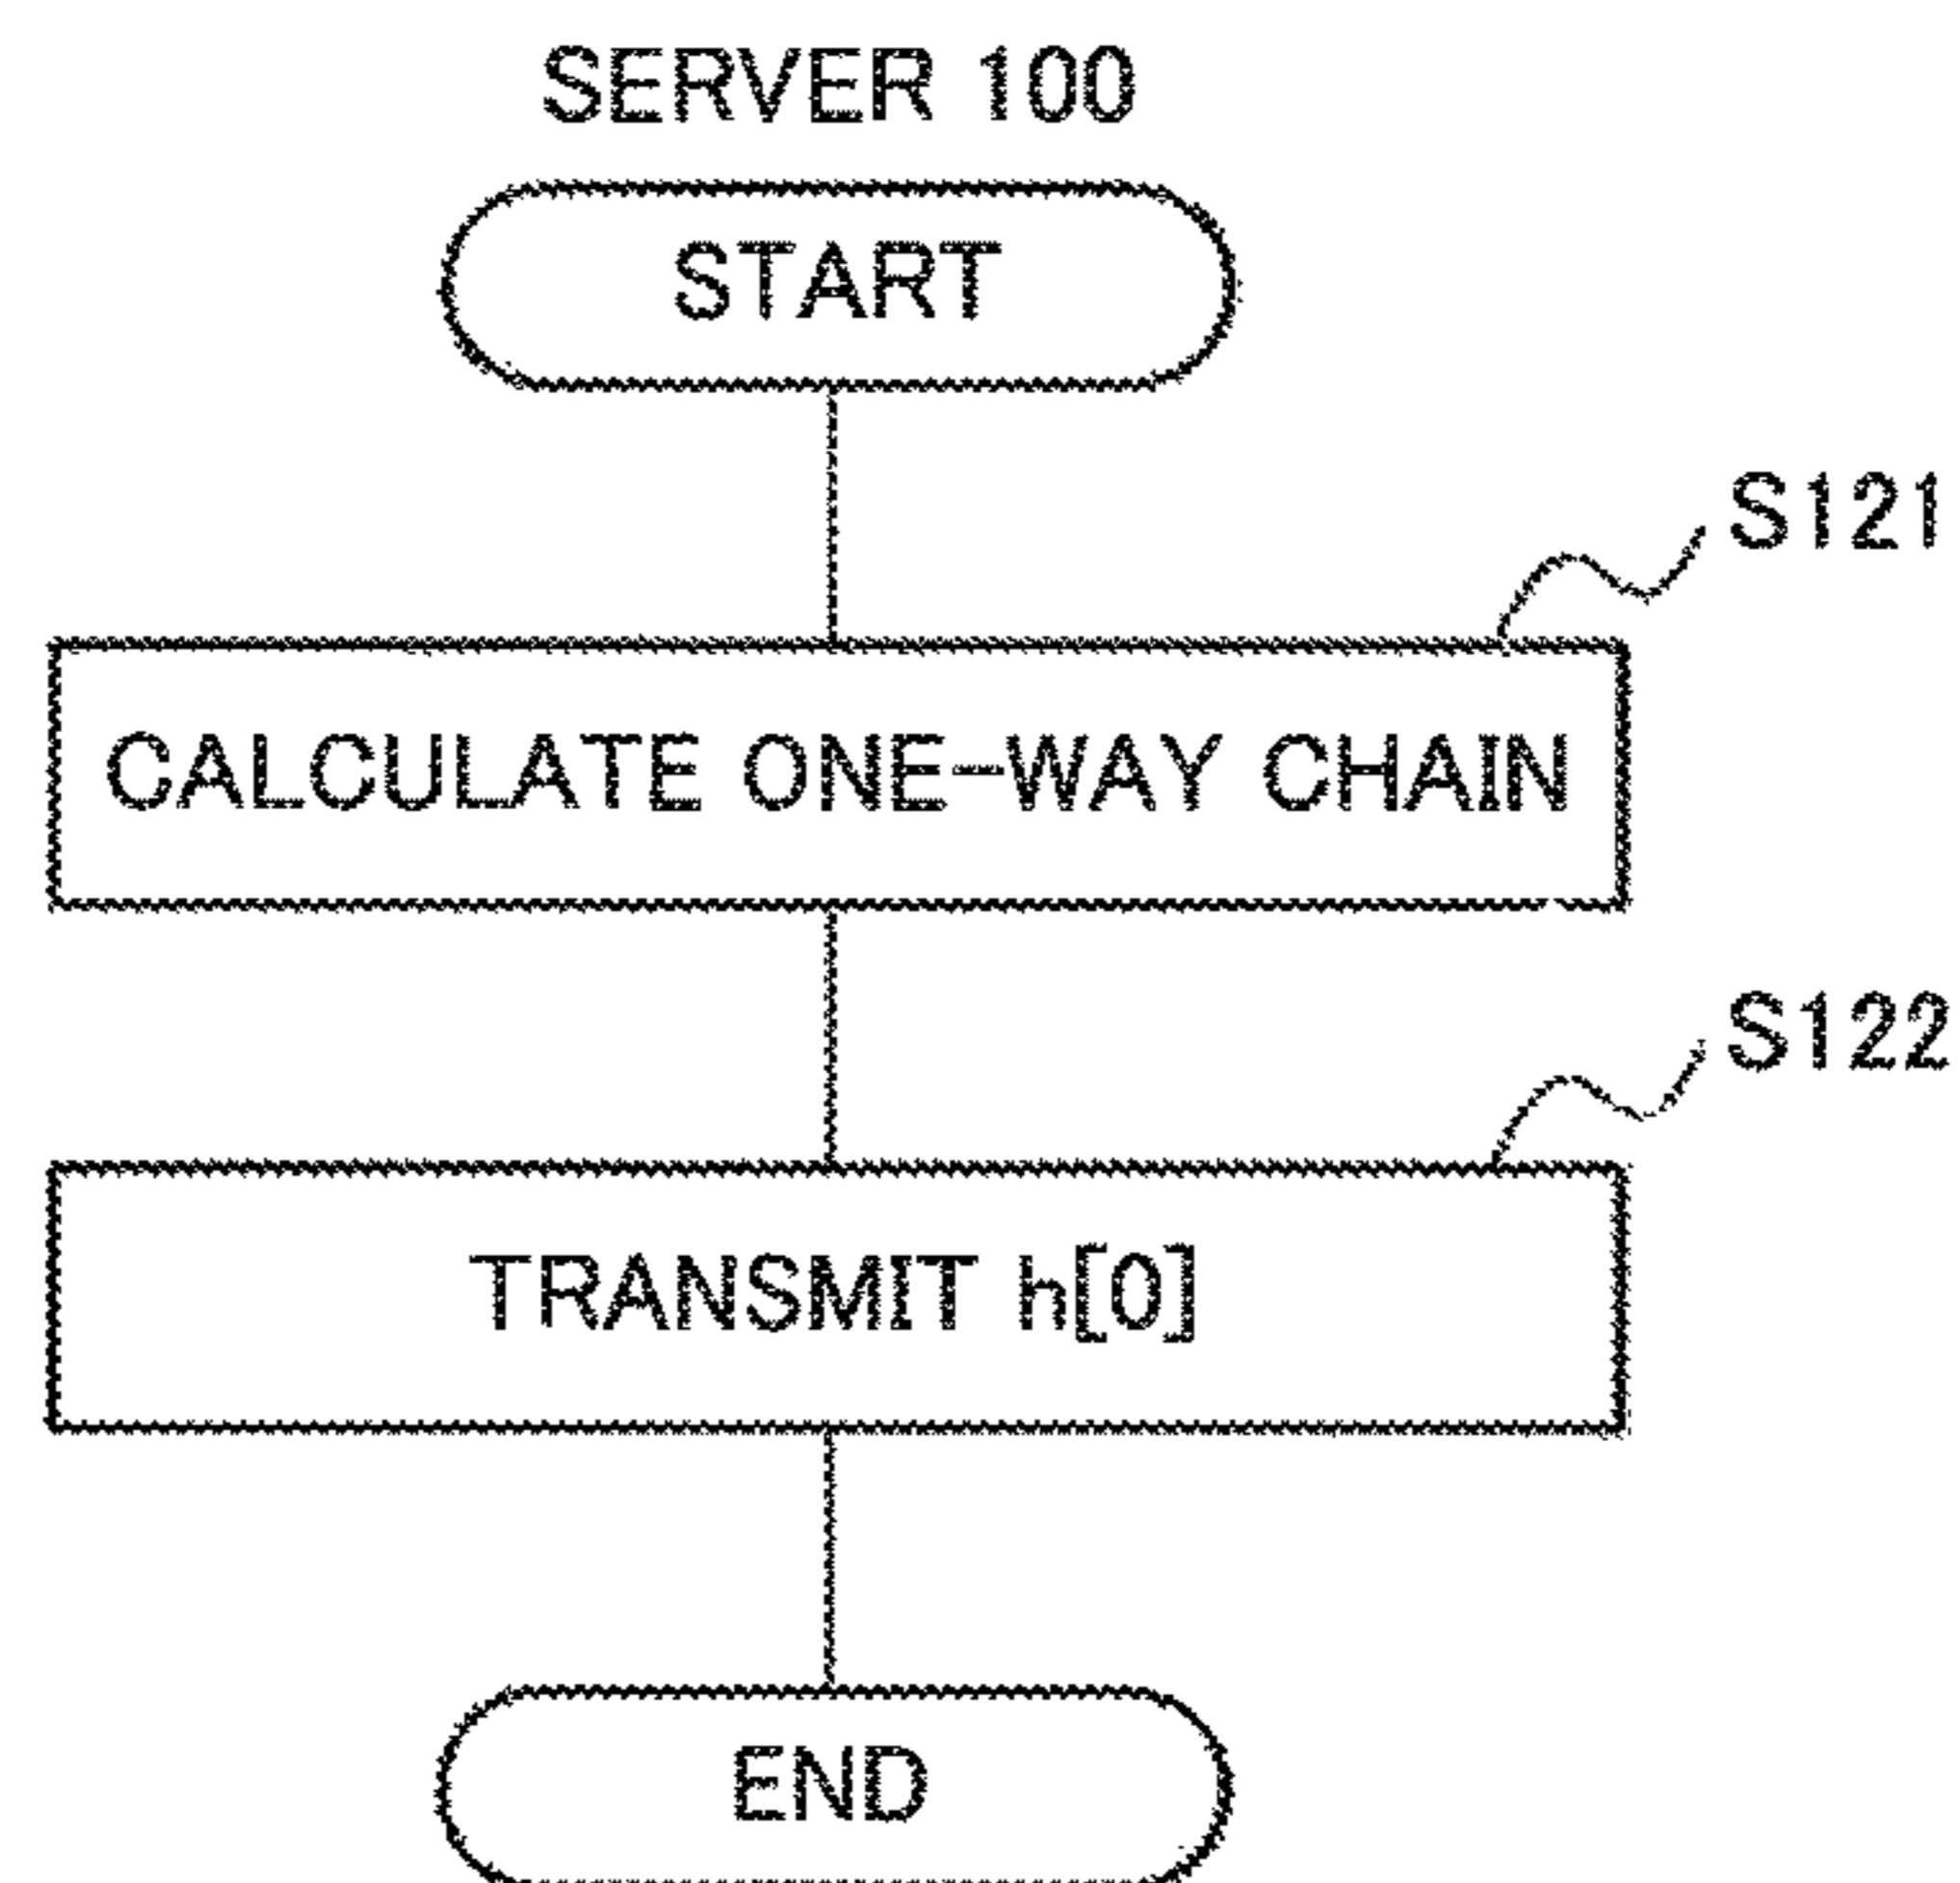 SERVER 100
START
S121
CALCULATE ONE-WAY CHAIN
S122
TRANSMIT h[0]
END